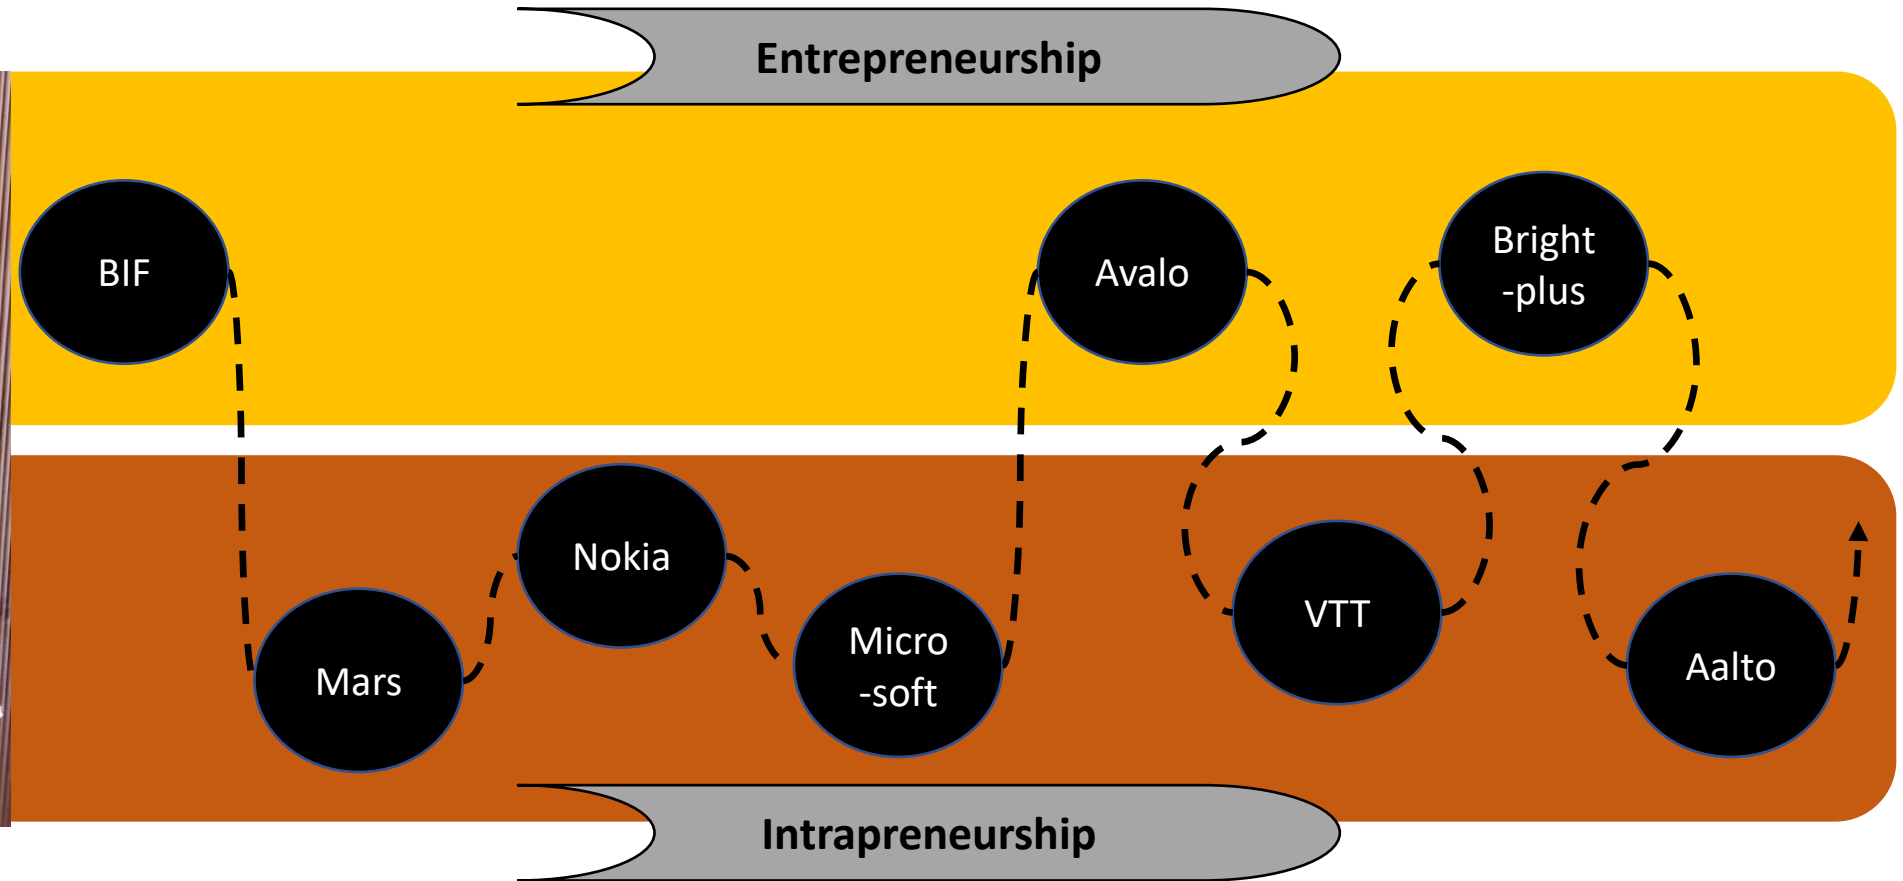 Entrepreneurship
BIF
Avalo
Bright
-plus
Mars
Nokia
Micro
-soft
VTT
Aalto
Intrapreneurship